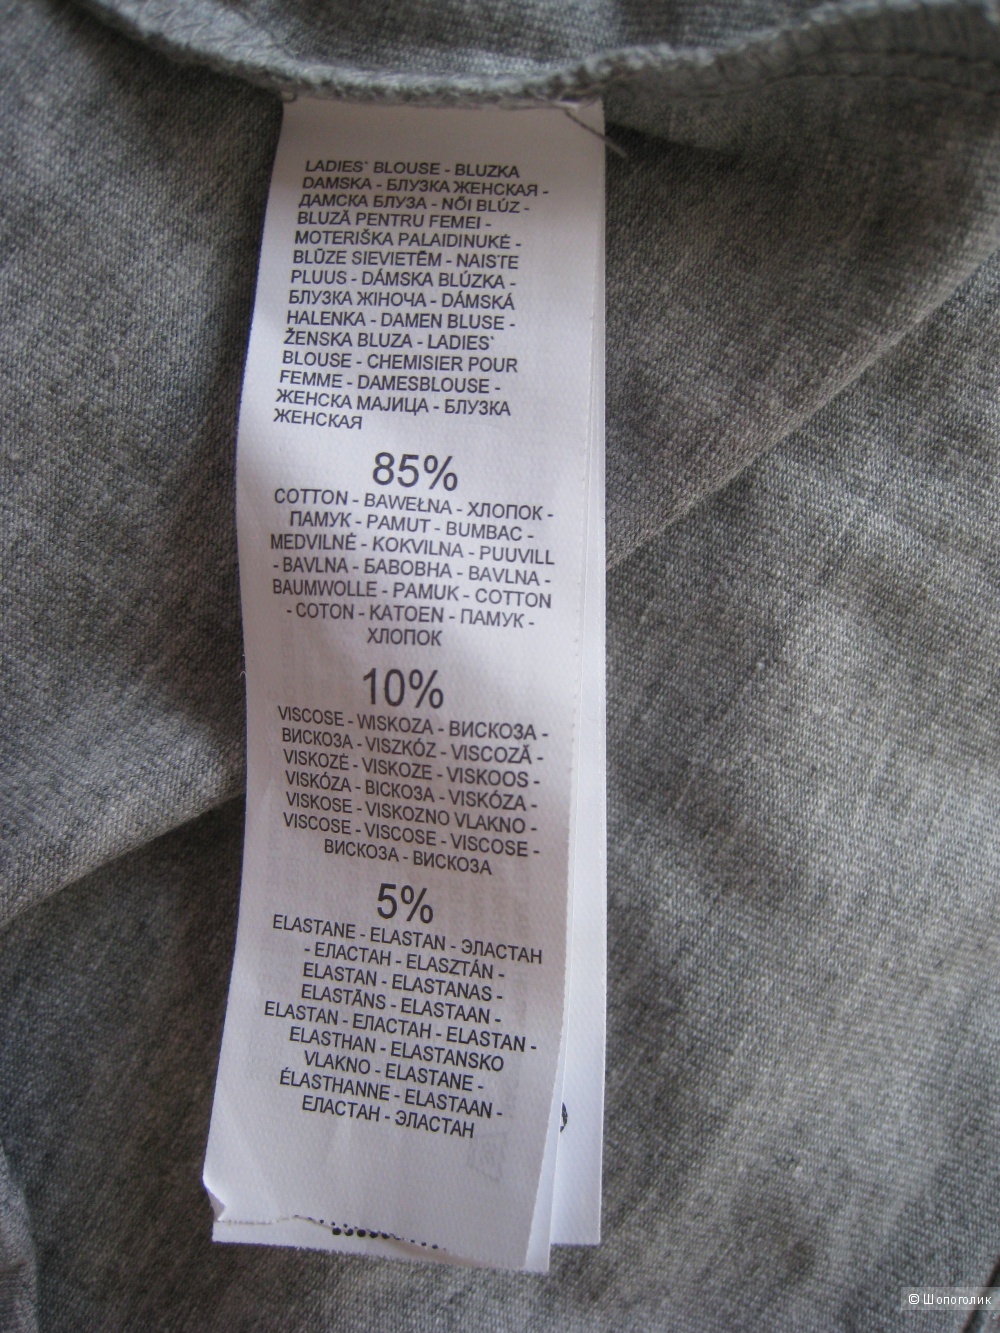 LADIES` BLOUSE - BLUZKA
DAMSKA - БЛУЗКА ЖЕНСКАЯ -
ДАМСКА БЛУЗА - NŐI BLÚZ -
BLUZĂ PENTRU FEMEI -
MOTERIŠKA PALAIDINUKĖ -
BLŪZE SIEVIETĒM - NAISTE
PLUUS - DÁMSKA BLÚZKA -
БЛУЗКА ЖІНОЧА - DÁMSKÁ
HALENKA - DAMEN BLUSE -
ŽENSKA BLUZA - LADIES`
BLOUSE - CHEMISIER POUR
FEMME - DAMESBLOUSE -
ЖЕНСКА МАЈИЦА - БЛУЗКА
ЖЕНСКАЯ
85%
COTTON - BAWEŁNA - ХЛОПОК -
ПАМУК - PAMUT - BUMBAC -
MEDVILNĖ - KOKVILNA - PUUVILL
- BAVLNA - БАВОВНА - BAVLNA -
BAUMWOLLE - PAMUK - COTTON
- COTON - KATOEN - ПАМУК -
ХЛОПОК
10%
VISCOSE - WISKOZA - ВИСКОЗА -
ВИСКОЗА - VISZKÓZ - VISCOZĂ -
VISKOZĖ - VISKOZE - VISKOOS -
VISKÓZA - ВІСКОЗА - VISKÓZA -
VISKOSE - VISKOZNO VLAKNO -
VISCOSE - VISCOSE - VISCOSE -
ВИСКОЗА - ВИСКОЗА
5%
ELASTANE - ELASTAN - ЭЛАСТАН
- ЕЛАСТАН - ELASZTÁN -
ELASTAN - ELASTANAS -
ELASTĀNS - ELASTAAN -
ELASTAN - ЕЛАСТАН - ELASTAN -
ELASTHAN - ELASTANSKO
VLAKNO - ELASTANE -
ÉLASTHANNE - ELASTAAN -
ЕЛАСТАН - ЭЛАСТАН
© Шопоголик